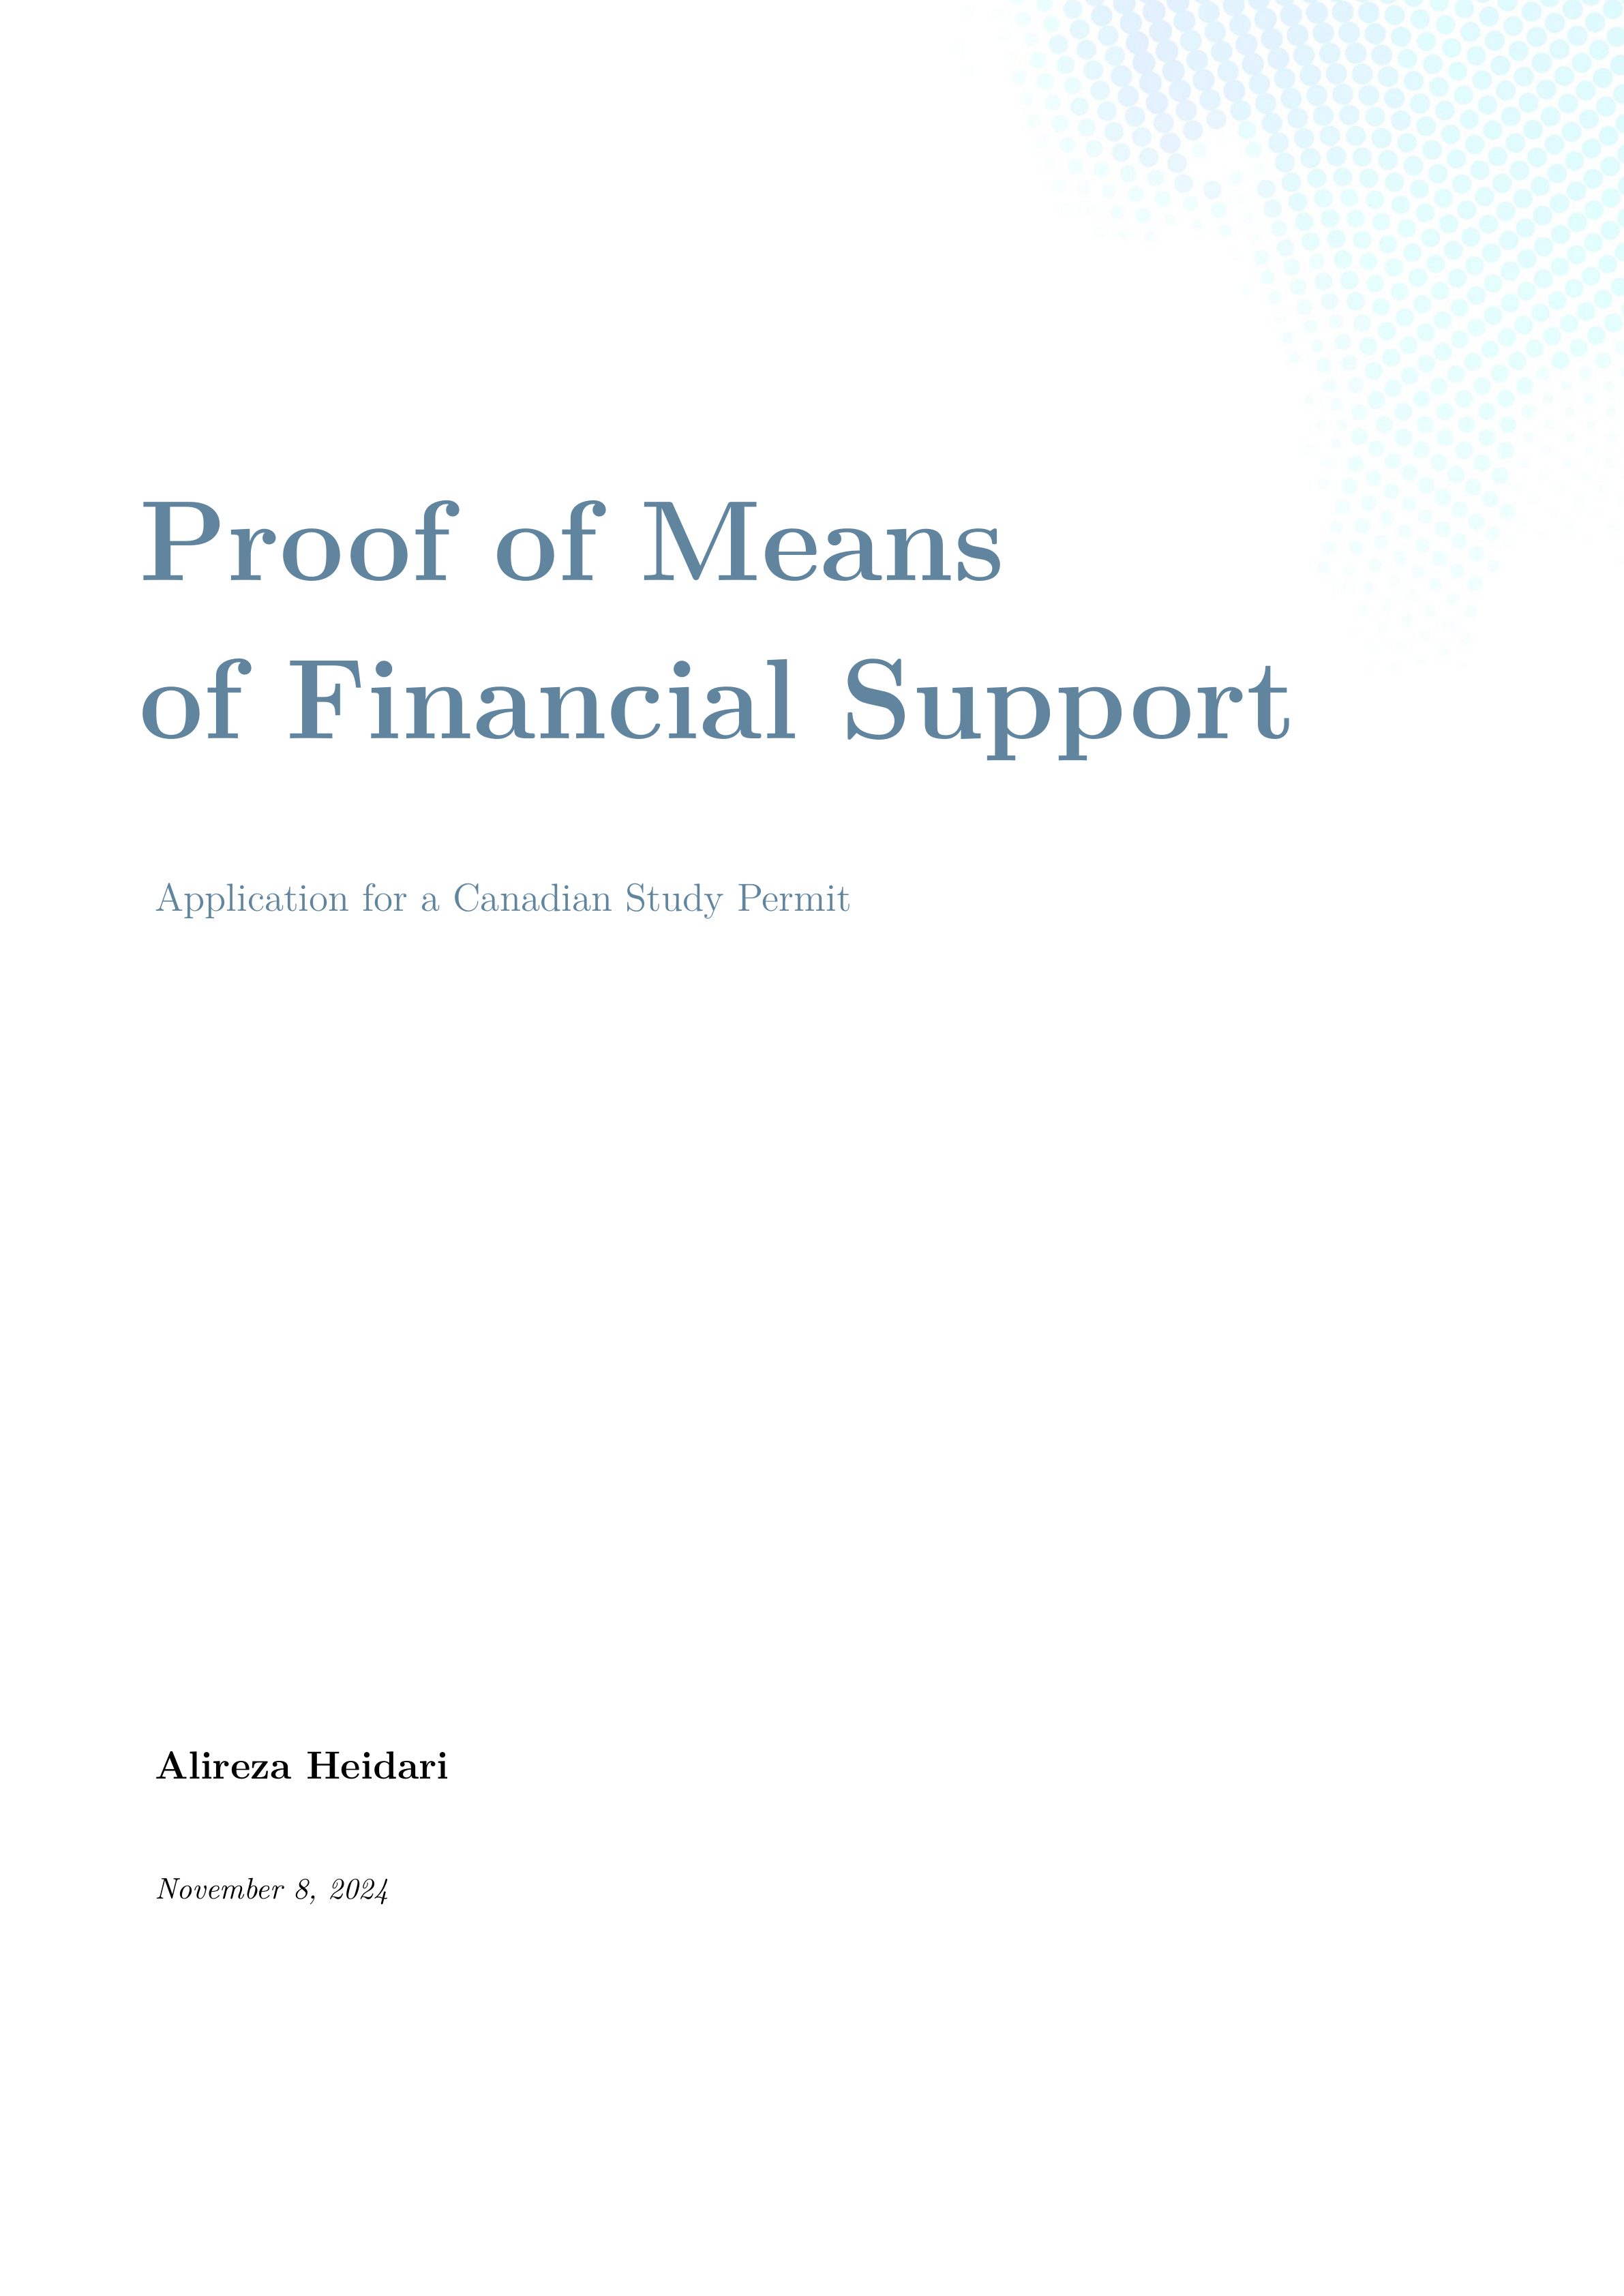 Proof of Means
of Financial Support
Application for a Canadian Study Permit
Alireza Heidari
November 8, 2024